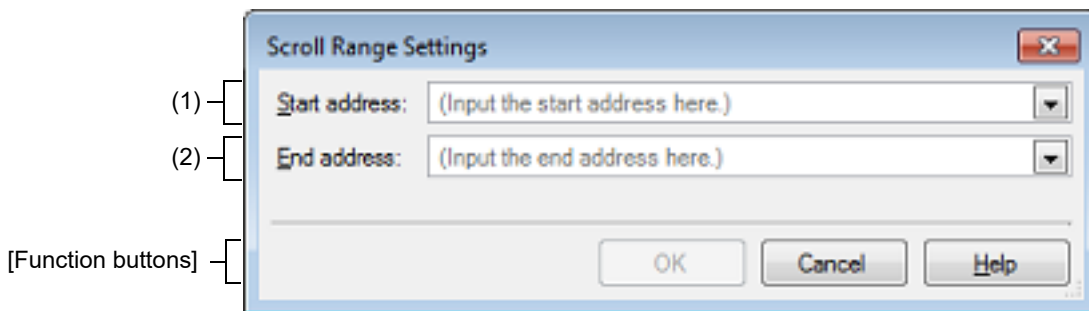 Scroll Range Settings
(1) Start address: (Input the start address here.)
(2) End address: (Input the end address here.)
[Function buttons] OK Cancel Help